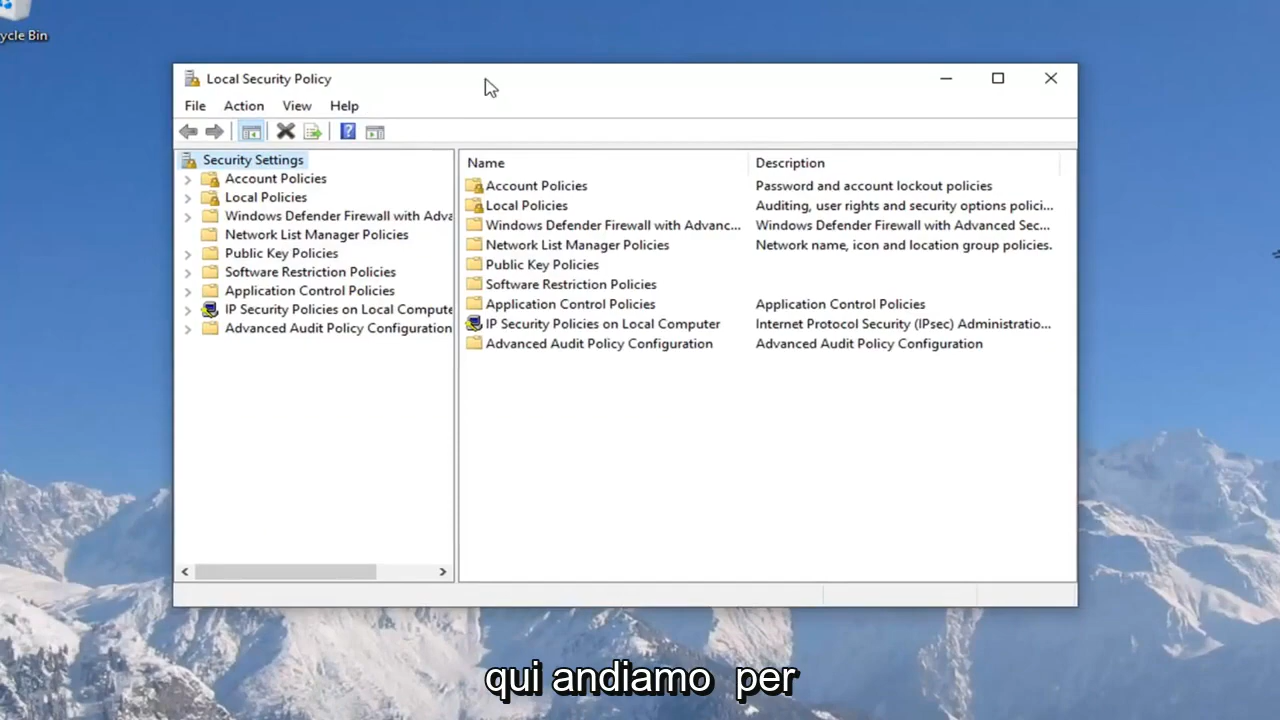 ycle Bin
Local Security Policy
File Action View Help
Security Settings
Account Policies
Local Policies
Windows Defender Firewall with Adva
Network List Manager Policies
Public Key Policies
Software Restriction Policies
Application Control Policies
IP Security Policies on Local Compute
Advanced Audit Policy Configuration
Name Description
Account Policies Password and account lockout policies
Local Policies Auditing, user rights and security options polici...
Windows Defender Firewall with Advanc... Windows Defender Firewall with Advanced Sec...
Network List Manager Policies Network name, icon and location group policies.
Public Key Policies
Software Restriction Policies
Application Control Policies Application Control Policies
IP Security Policies on Local Computer Internet Protocol Security (IPsec) Administratio...
Advanced Audit Policy Configuration Advanced Audit Policy Configuration
qui andiamo per